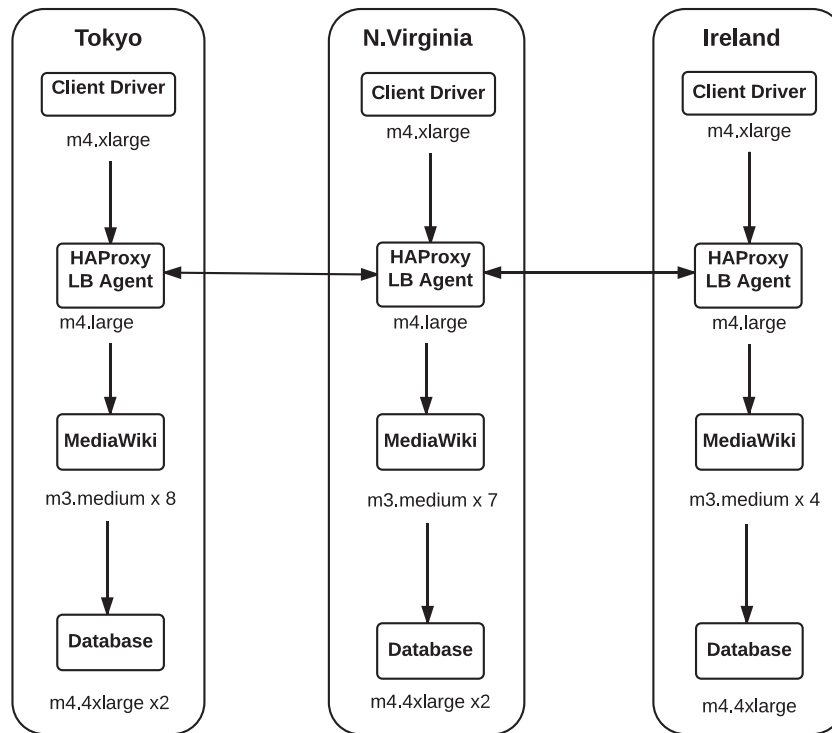 Tokyo
Client Driver
m4.xlarge
HAProxy
LB Agent
m4.large
MediaWiki
m3.medium x 8
Database
m4.4xlarge x2
N.Virginia
Client Driver
m4.xlarge
HAProxy
LB Agent
m4.large
MediaWiki
m3.medium x 7
Database
m4.4xlarge x2
Ireland
Client Driver
m4.xlarge
HAProxy
LB Agent
m4.large
MediaWiki
m3.medium x 4
Database
m4.4xlarge